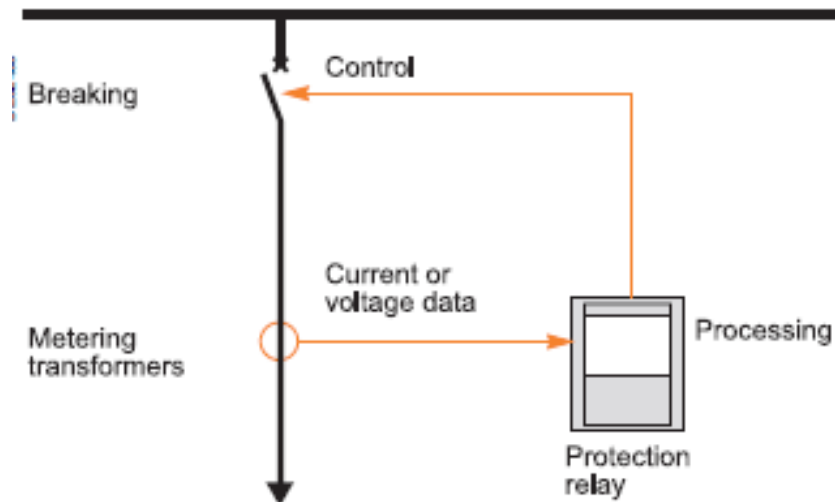 Control
Breaking
Current or
voltage data
Metering
transformers
Processing
Protection
relay